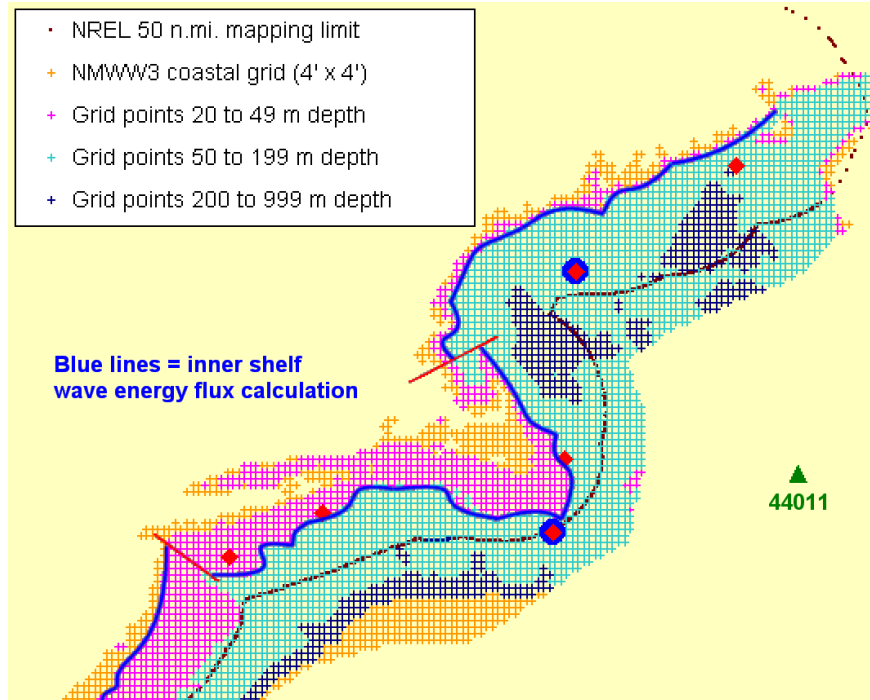 NREL 50 n.mi. mapping limit
NMWW3 coastal grid (4' x 4')
Grid points 20 to 49 m depth
Grid points 50 to 199 m depth
Grid points 200 to 999 m depth
Blue lines = inner shelf
wave energy flux calculation
44011